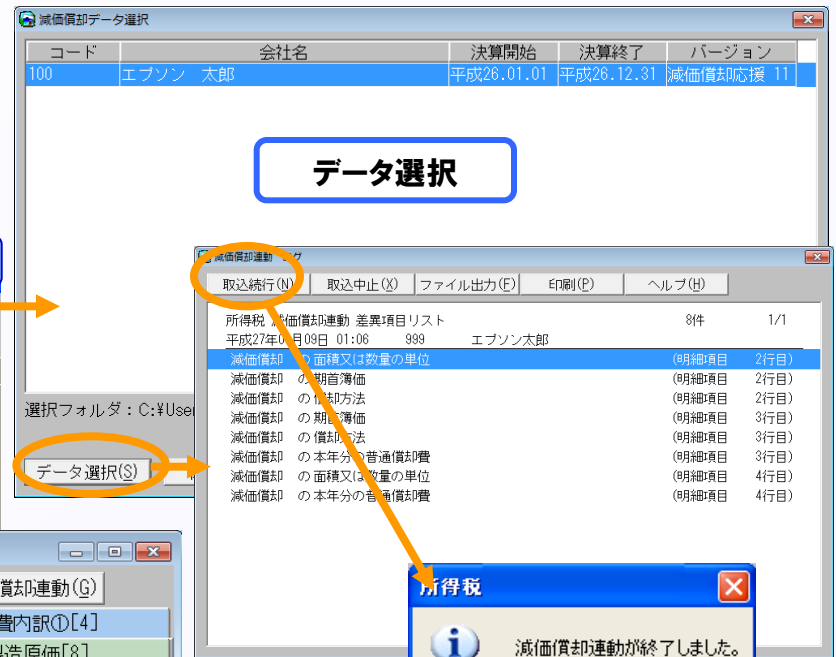 減価償却データ選択
コード 会社名 決算開始 決算終了 バージョン
100 エプソン 太郎 平成26.01.01 平成26.12.31 減価償却応援 11
データ選択
減価償却連動 ログ
取込続行(N) 取込中止(X) ファイル出力(F) 印刷(P) ヘルプ(H)
所得税 減価償却連動 差異項目リスト 8件 1/1
平成27年0 月09日 01:06 999 エプソン太郎
減価償却 の 面積又は数量の単位 (明細項目 2行目)
減価償却 の 期首簿価 (明細項目 2行目)
減価償却 の 償却方法 (明細項目 2行目)
減価償却 の 期首簿価 (明細項目 3行目)
減価償却 の 償却方法 (明細項目 3行目)
減価償却 の 本年分の普通償却費 (明細項目 3行目)
減価償却 の 面積又は数量の単位 (明細項目 4行目)
減価償却 の 本年分の普通償却費 (明細項目 4行目)
選択フォルダ:C:¥User
データ選択(S)
償却連動(G)
費内訳①[4]
製造原価[8]
所得税
減価償却連動が終了しました。